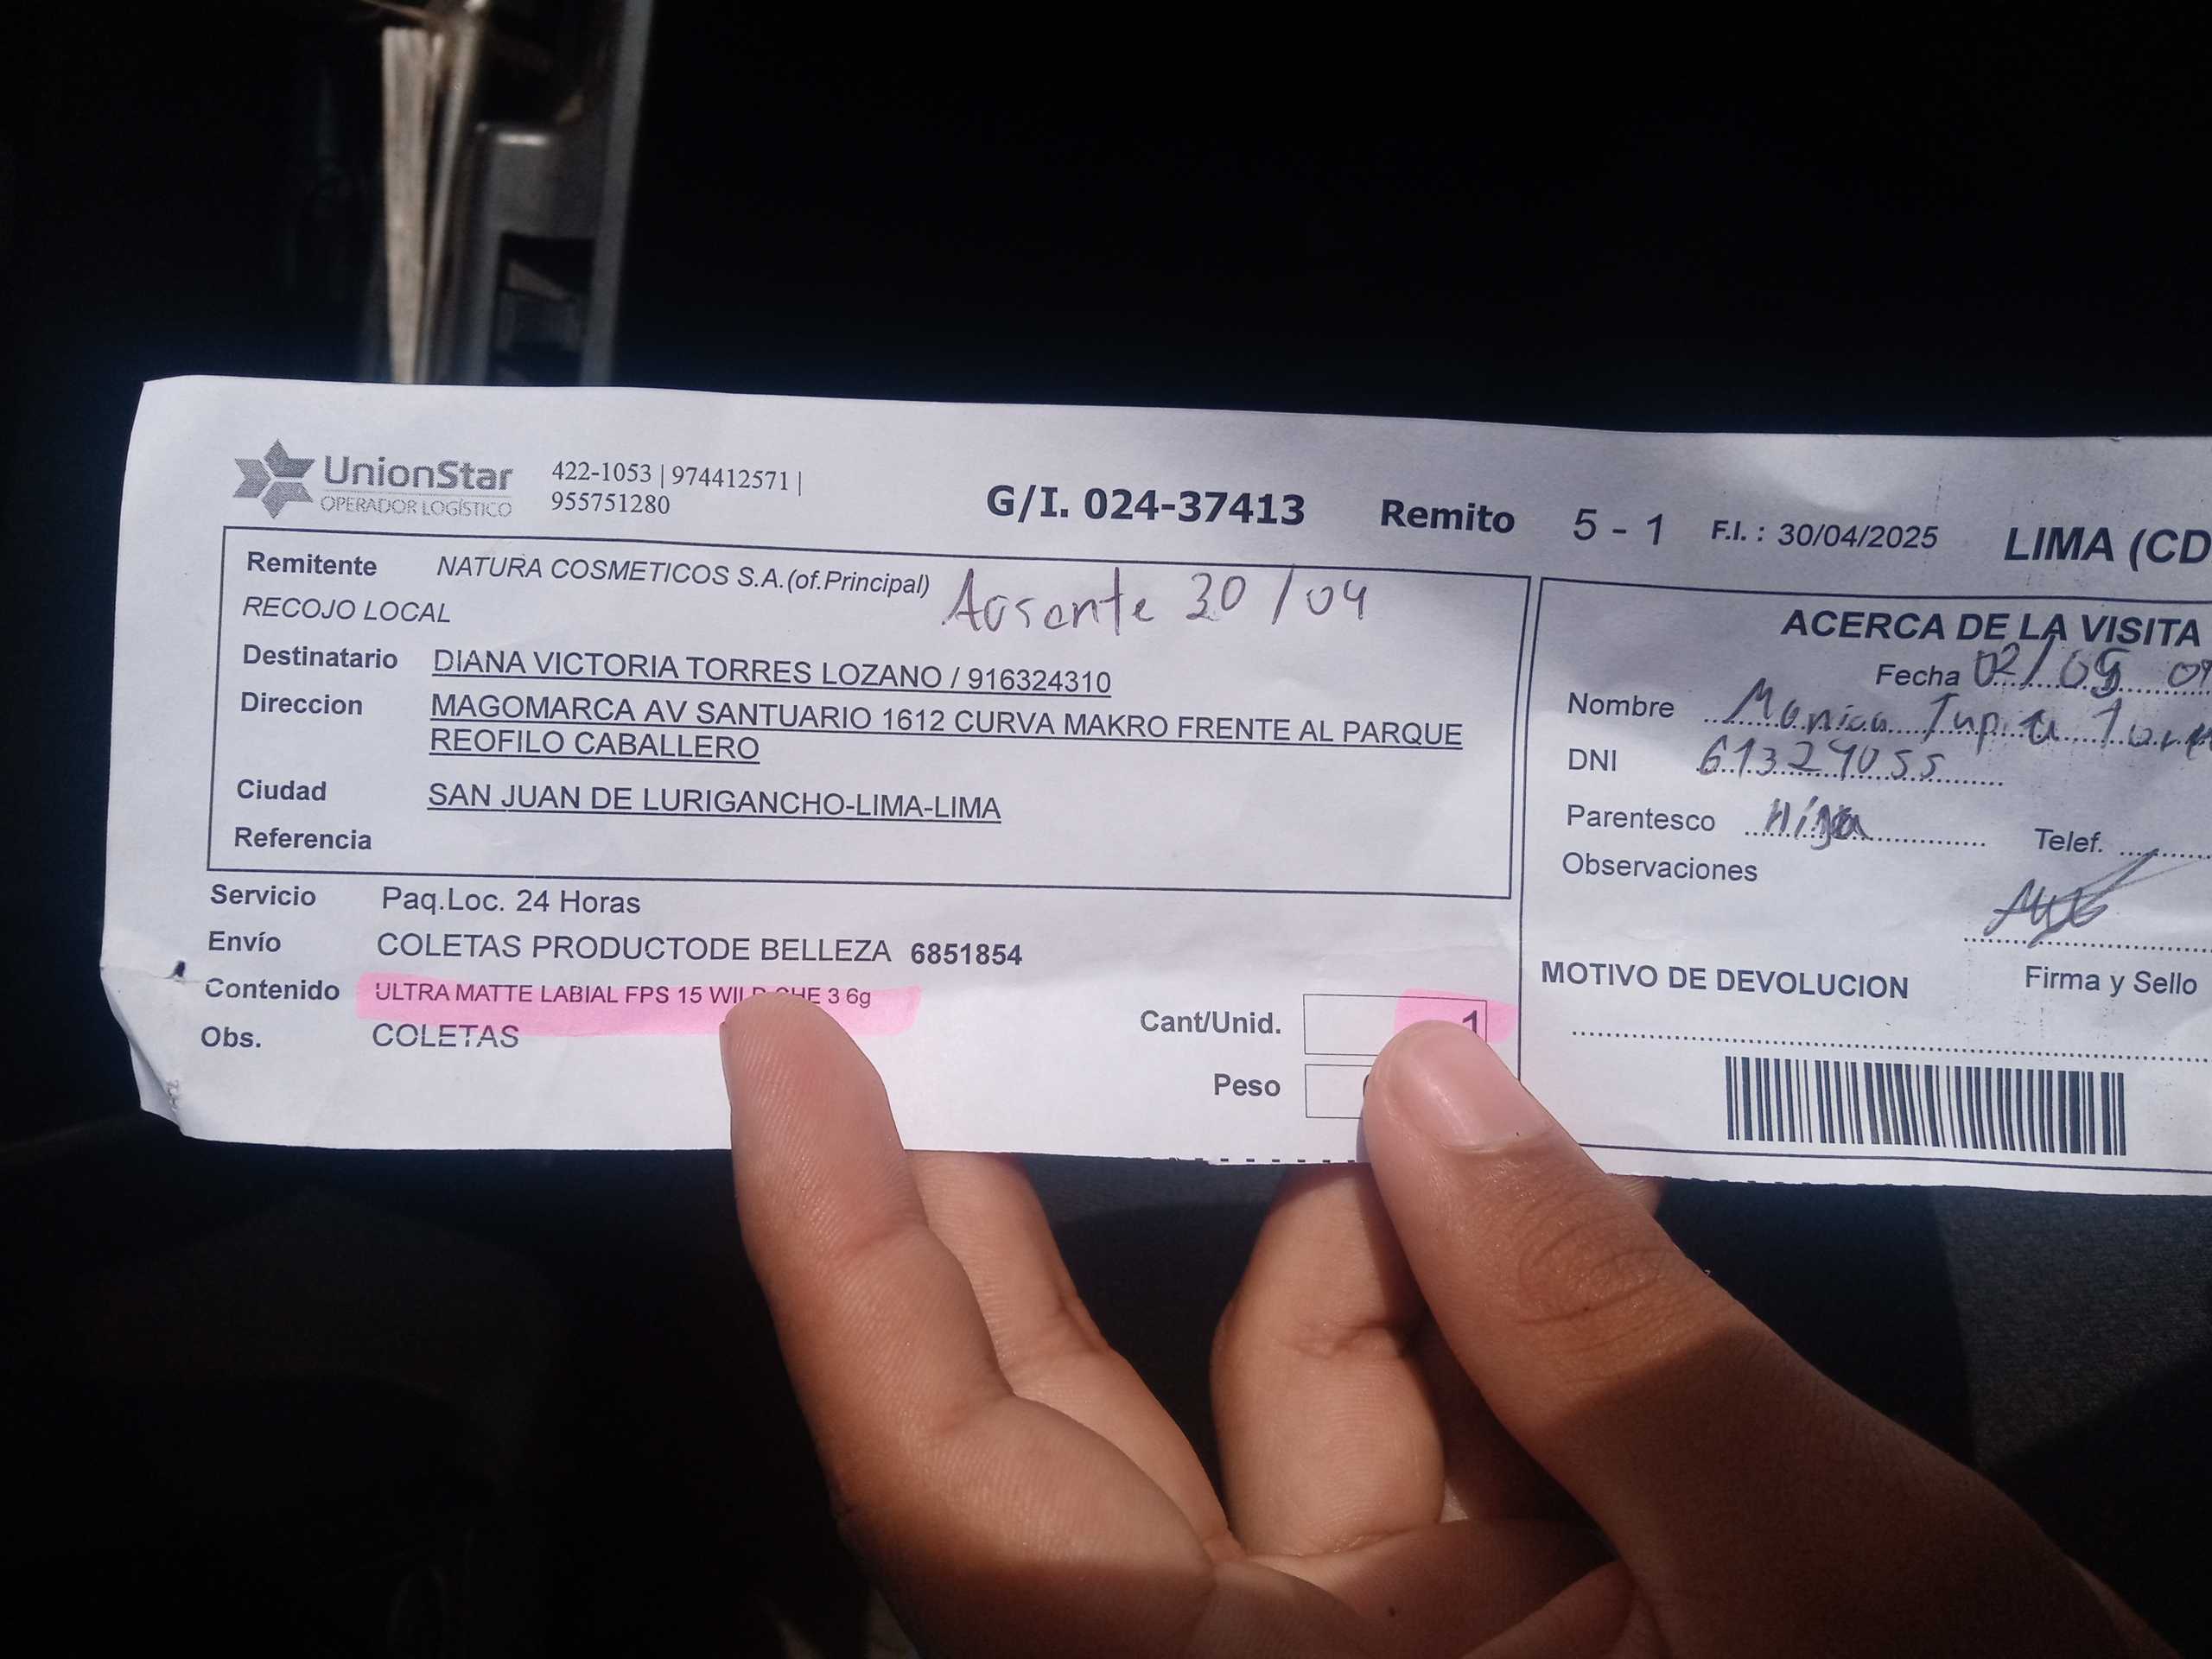 UnionStar
OPERADOR LOGÍSTICO
422-1053 | 974412571 |
955751280
G/I. 024-37413 Remito 5 - 1 F.I. : 30/04/2025 LIMA (CD
Remitente NATURA COSMETICOS S.A.(of.Principal)
Ausente 30/04
RECOJO LOCAL
Destinatario DIANA VICTORIA TORRES LOZANO / 916324310
Direccion MAGOMARCA AV SANTUARIO 1612 CURVA MAKRO FRENTE AL PARQUE
REOFILO CABALLERO
Ciudad SAN JUAN DE LURIGANCHO-LIMA-LIMA
Referencia
Servicio Paq.Loc. 24 Horas
Envío COLETAS PRODUCTODE BELLEZA 6851854
Contenido ULTRA MATTE LABIAL FPS 15 3 6g
Obs. COLETAS
Cant/Unid. 1
Peso
ACERCA DE LA VISITA
Fecha 02/05
Nombre Monica
DNI 61329055
Parentesco hija Telef.
Observaciones
Firma y Sello
MOTIVO DE DEVOLUCION